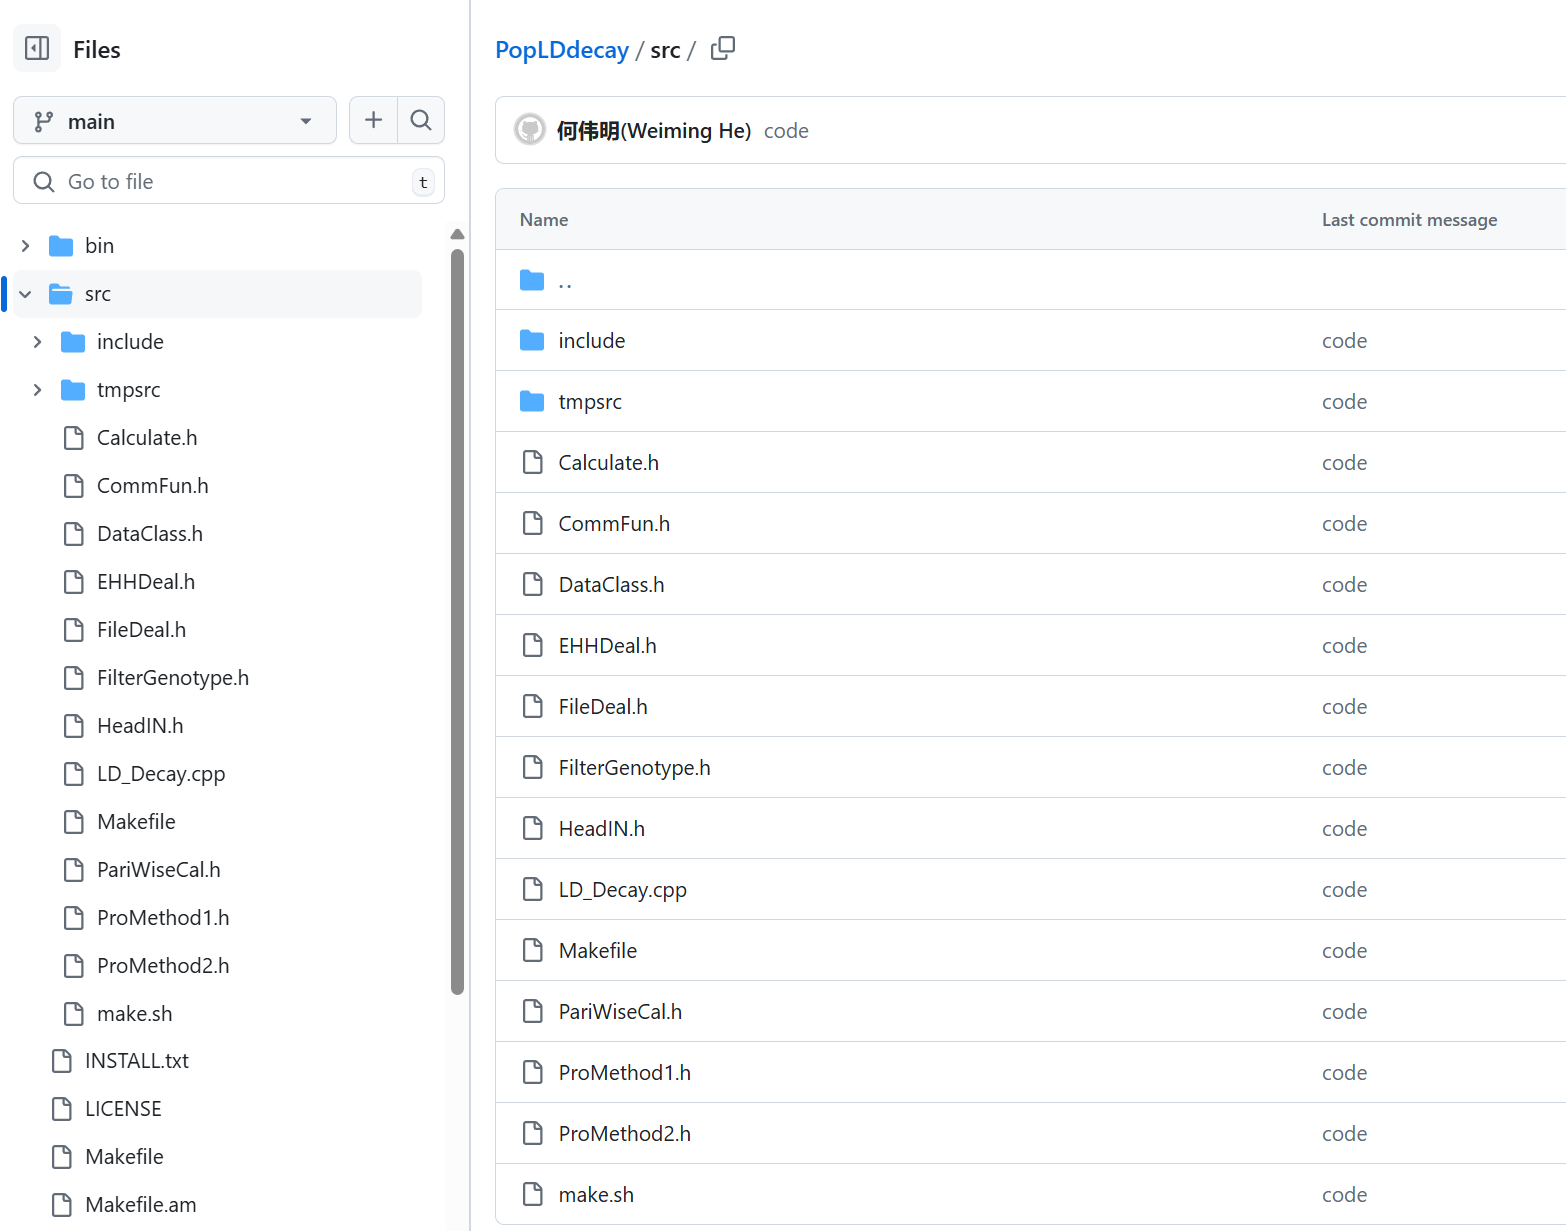 Files
main
Go to file
t
bin
src
include
tmpsrc
Calculate.h
CommFun.h
DataClass.h
EHHDeal.h
FileDeal.h
FilterGenotype.h
HeadIN.h
LD_Decay.cpp
Makefile
PariWiseCal.h
ProMethod1.h
ProMethod2.h
make.sh
INSTALL.txt
LICENSE
Makefile
Makefile.am
PopLDdecay / src /
何伟明(Weiming He) code
Name Last commit message
..
include code
tmpsrc code
Calculate.h code
CommFun.h code
DataClass.h code
EHHDeal.h code
FileDeal.h code
FilterGenotype.h code
HeadIN.h code
LD_Decay.cpp code
Makefile code
PariWiseCal.h code
ProMethod1.h code
ProMethod2.h code
make.sh code